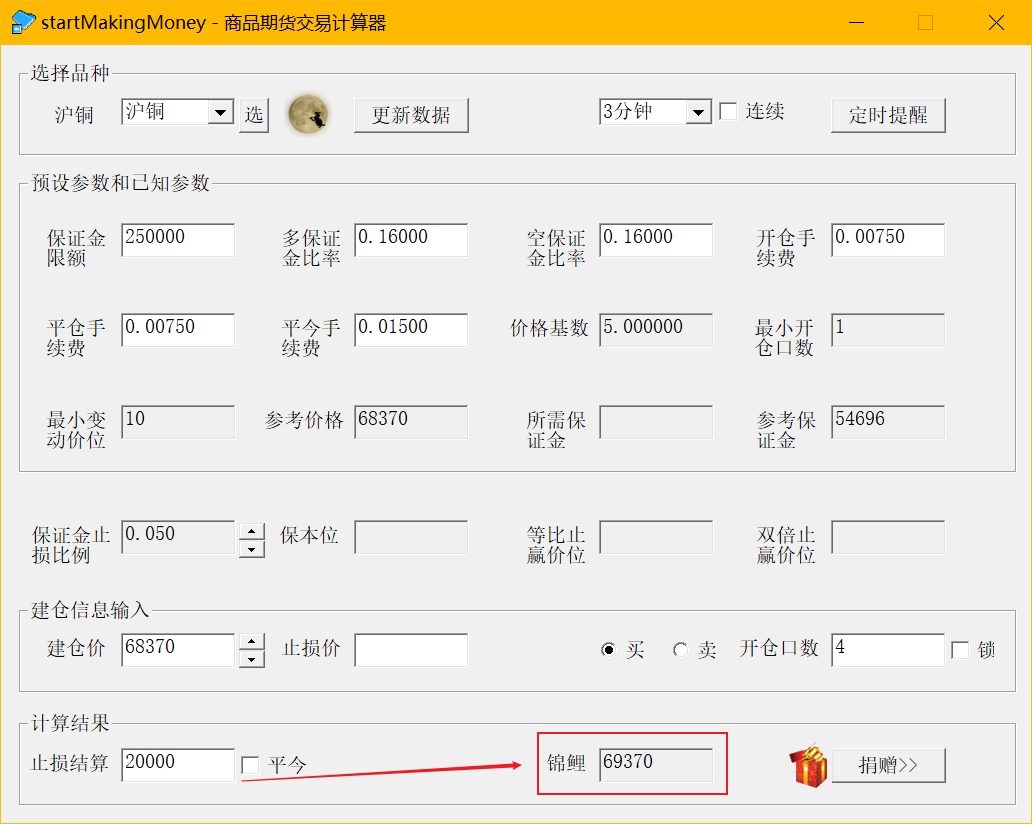 startMakingMoney - 商品期货交易计算器
选择品种
沪铜 沪铜 选 更新数据 3分钟 连续 定时提醒
预设参数和已知参数
保证金限额 250000 多保证金比率 0.16000 空保证金比率 0.16000 开仓手续费 0.00750
平仓手续费 0.00750 平今手续费 0.01500 价格基数 5.000000 最小开仓口数 1
最小变动价位 10 参考价格 68370 所需保证金 参考保证金 54696
保证金止损比例 0.050 保本位 等比止赢价位 双倍止赢价位
建仓信息输入
建仓价 68370 止损价 买 卖 开仓口数 4 锁
计算结果
止损结算 20000 平今 锦鲤 69370 捐赠>>